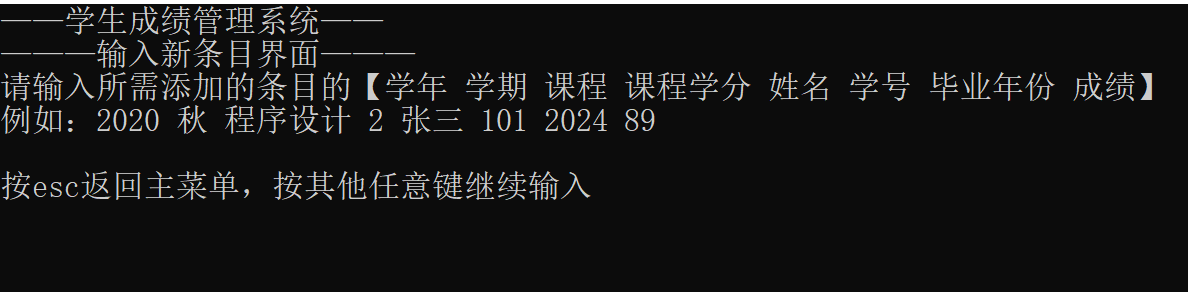 ——学生成绩管理系统——
———输入新条目界面———
请输入所需添加的条目的【学年 学期 课程 课程学分 姓名 学号 毕业年份 成绩】
例如：2020 秋 程序设计 2 张三 101 2024 89
按esc返回主菜单，按其他任意键继续输入